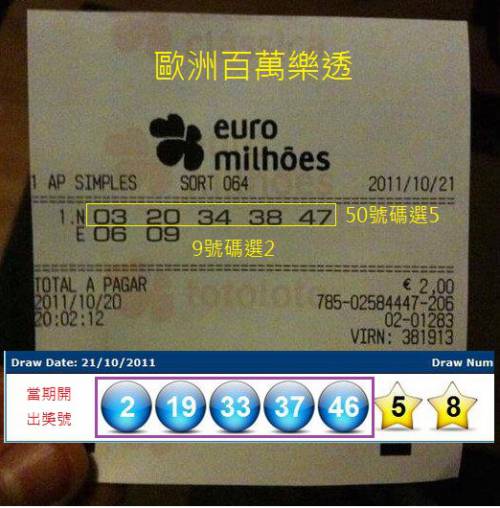 歐洲百萬樂透
euro
milhões
1 AP SIMPLES SORT 064 2011/10/21
1.N 03 20 34 38 47 50號碼選5
E 06 09
9號碼選2
TOTAL A PAGAR € 2,00
2011/10/20 785-02584447-206
20:02:12 02-01283
VIRN: 381913
Draw Date: 21/10/2011 Draw Num
當期開
出奬號
2 19 33 37 46 5 8